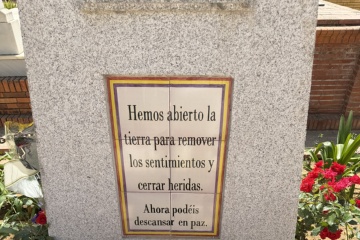 Hemos abierto la
tierra para remover
los sentimientos y
cerrar heridas.
Ahora podéis
descansar en paz.